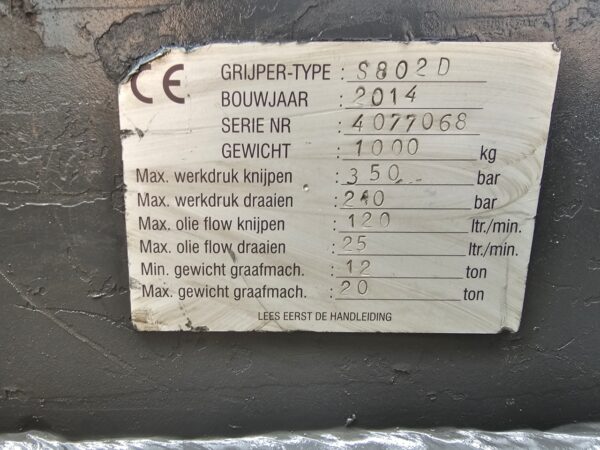 CE
GRIJPER-TYPE : S802D
BOUWJAAR : 2014
SERIE NR : 4077068
GEWICHT : 1000 kg
Max. werkdruk knijpen : 350 bar
Max. werkdruk draaien : 240 bar
Max. olie flow knijpen : 120 ltr./min.
Max. olie flow draaien : 25 ltr./min.
Min. gewicht graafmach. : 12 ton
Max. gewicht graafmach. : 20 ton
LEES EERST DE HANDLEIDING